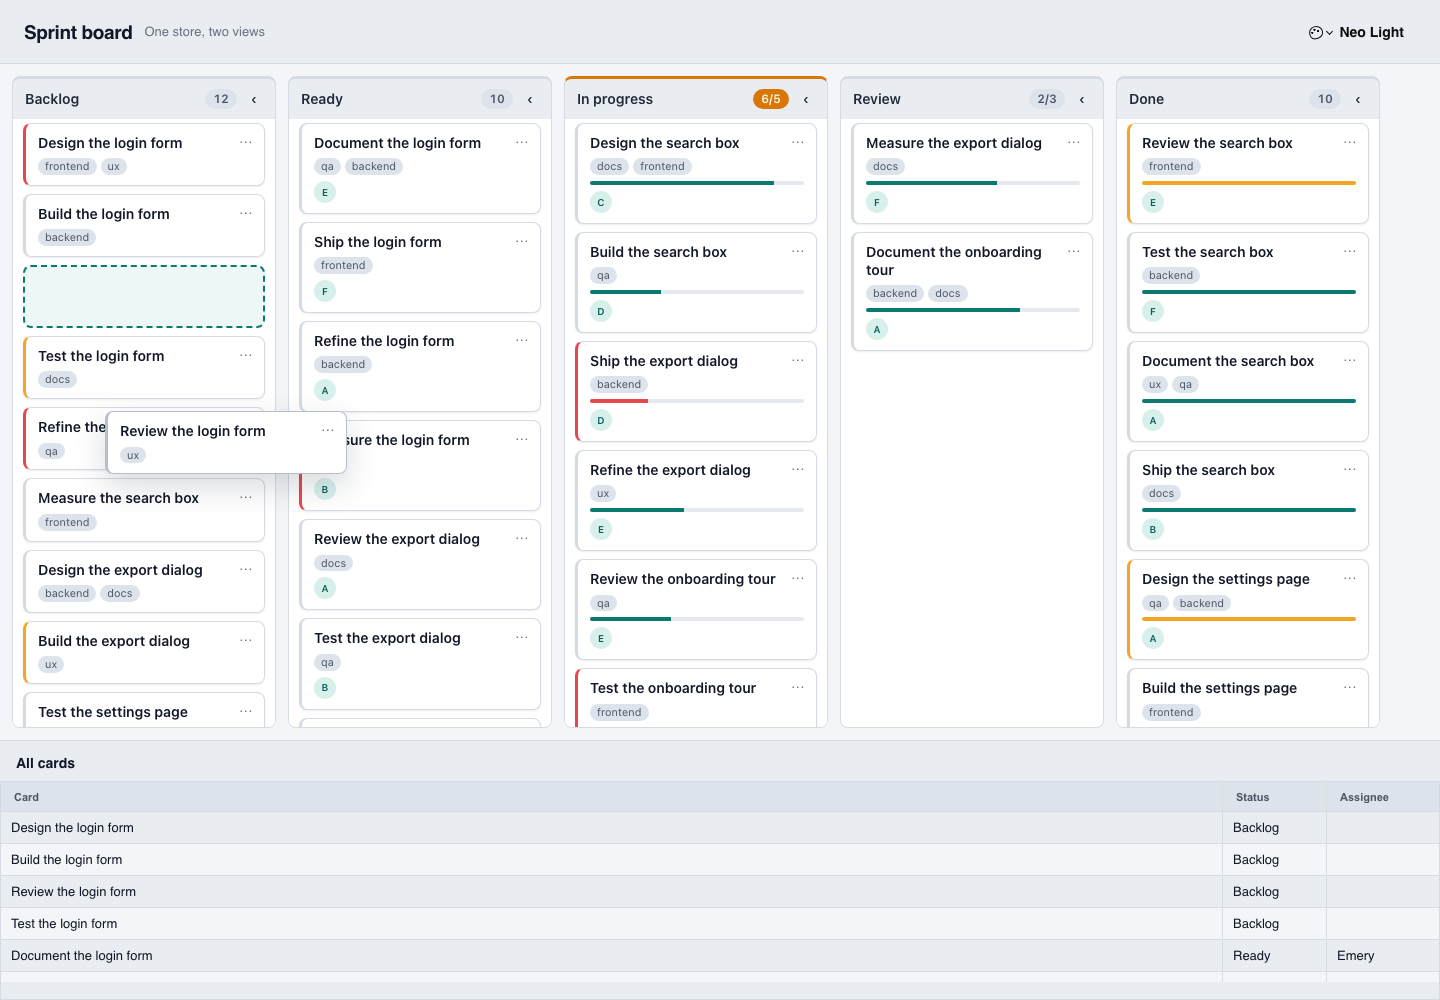 Sprint board One store, two views
Neo Light
Backlog 12
Design the login form
frontend ux
Build the login form
backend
Test the login form
docs
Refine the
qa
Review the login form
ux
Measure the search box
frontend
Design the export dialog
backend docs
Build the export dialog
ux
Test the settings page
Ready 10
Document the login form
qa backend
E
Ship the login form
frontend
F
Refine the login form
backend
A
sure the login form
B
Review the export dialog
docs
A
Test the export dialog
qa
B
In progress 6/5
Design the search box
docs frontend
C
Build the search box
qa
D
Ship the export dialog
backend
D
Refine the export dialog
ux
E
Review the onboarding tour
qa
E
Test the onboarding tour
frontend
Review 2/3
Measure the export dialog
docs
F
Document the onboarding
tour
backend docs
A
Done 10
Review the search box
frontend
E
Test the search box
backend
F
Document the search box
ux qa
A
Ship the search box
docs
B
Design the settings page
qa backend
A
Build the settings page
frontend
All cards
Card Status Assignee
Design the login form Backlog
Build the login form Backlog
Review the login form Backlog
Test the login form Backlog
Document the login form Ready Emery